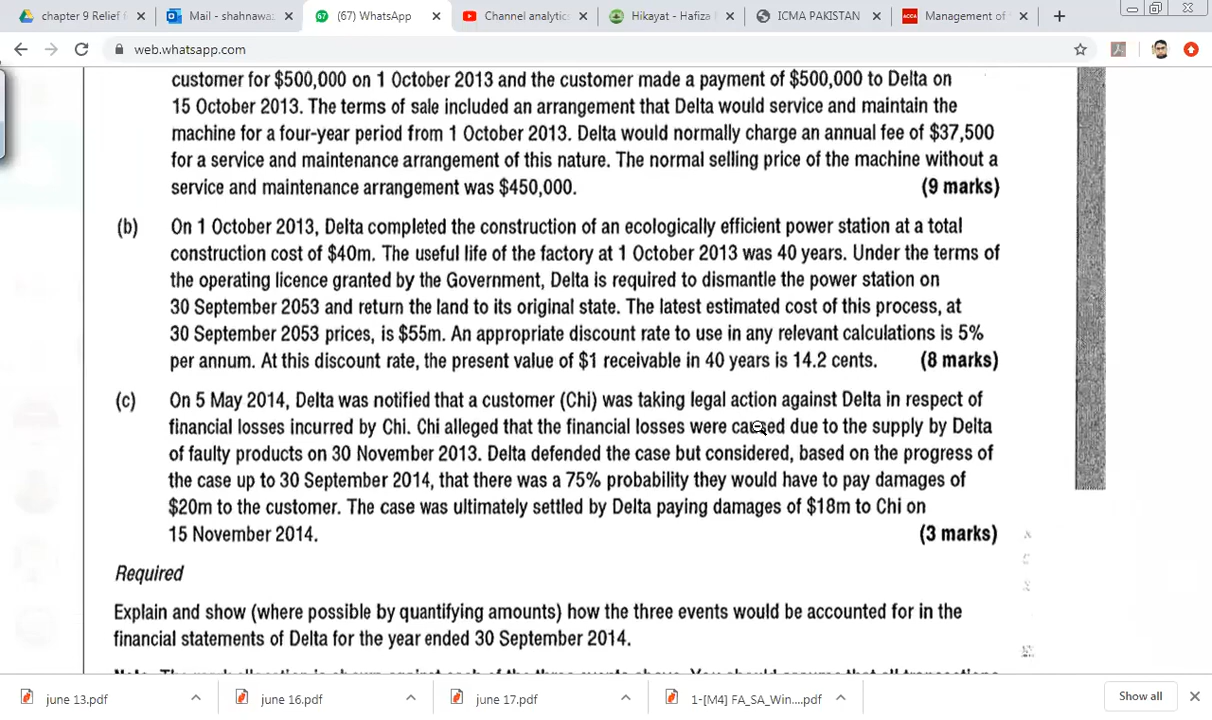 channel 9 Relief f
Mail - shahnawaz
(67) WhatsApp
Channel analytic
Hikayat - Hafiza
ICMA PAKISTAN
ACCA
Management of
web.whatsapp.com
customer for $500,000 on 1 October 2013 and the customer made a payment of $500,000 to Delta on
15 October 2013. The terms of sale included an arrangement that Delta would service and maintain the
machine for a four-year period from 1 October 2013. Delta would normally charge an annual fee of $37,500
for a service and maintenance arrangement of this nature. The normal selling price of the machine without a
service and maintenance arrangement was $450,000. (9 marks)
(b) On 1 October 2013, Delta completed the construction of an ecologically efficient power station at a total
construction cost of $40m. The useful life of the factory at 1 October 2013 was 40 years. Under the terms of
the operating licence granted by the Government, Delta is required to dismantle the power station on
30 September 2053 and return the land to its original state. The latest estimated cost of this process, at
30 September 2053 prices, is $55m. An appropriate discount rate to use in any relevant calculations is 5%
per annum. At this discount rate, the present value of $1 receivable in 40 years is 14.2 cents. (8 marks)
(c) On 5 May 2014, Delta was notified that a customer (Chi) was taking legal action against Delta in respect of
financial losses incurred by Chi. Chi alleged that the financial losses were caused due to the supply by Delta
of faulty products on 30 November 2013. Delta defended the case but considered, based on the progress of
the case up to 30 September 2014, that there was a 75% probability they would have to pay damages of
$20m to the customer. The case was ultimately settled by Delta paying damages of $18m to Chi on
15 November 2014. (3 marks)
Required
Explain and show (where possible by quantifying amounts) how the three events would be accounted for in the
financial statements of Delta for the year ended 30 September 2014.
june 13.pdf
june 16.pdf
june 17.pdf
1-[M4] FA_SA_Win....pdf
Show all